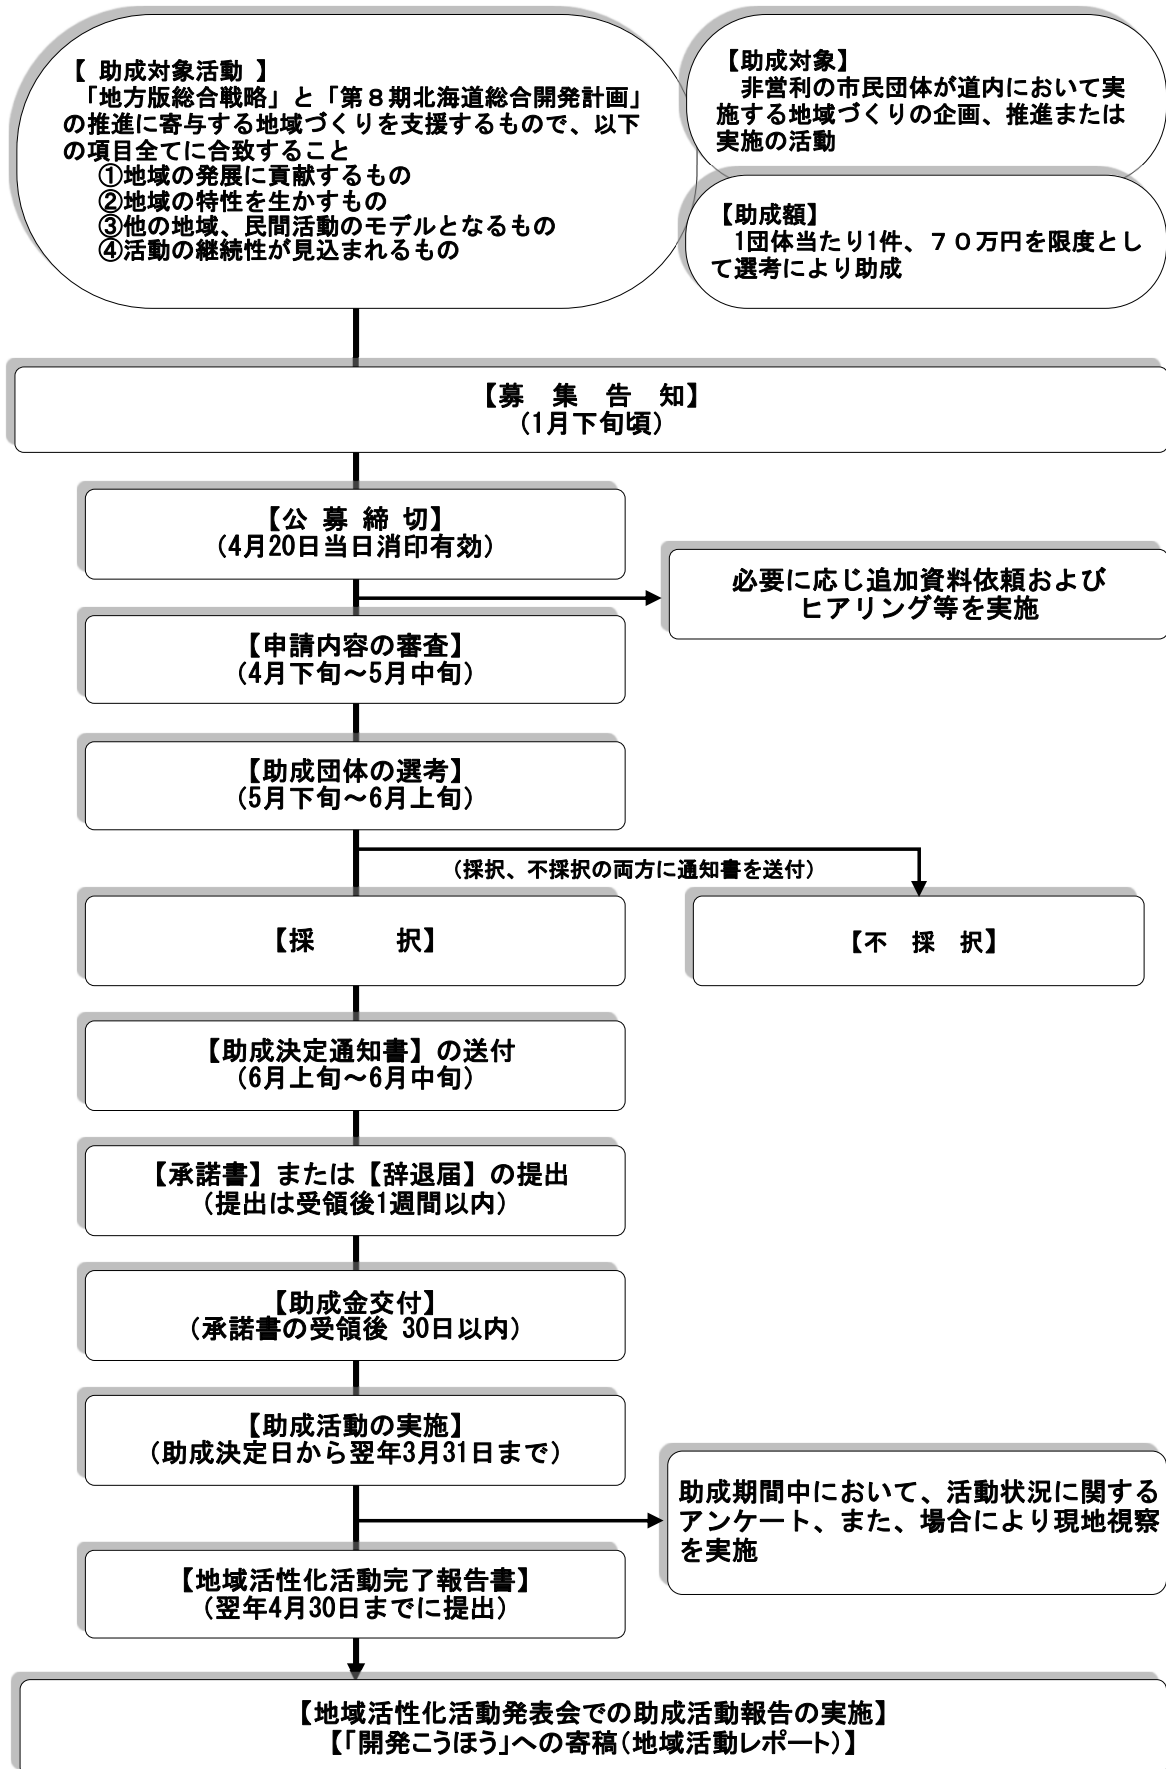 【 助成対象活動 】
「地方版総合戦略」と「第８期北海道総合開発計画」
の推進に寄与する地域づくりを支援するもので、以下
の項目全てに合致すること
①地域の発展に貢献するもの
②地域の特性を生かすもの
③他の地域、民間活動のモデルとなるもの
④活動の継続性が見込まれるもの
【助成対象】
非営利の市民団体が道内において実
施する地域づくりの企画、推進または
実施の活動
【助成額】
1団体当たり1件、７０万円を限度とし
て選考により助成
【募　集　告　知】
（1月下旬頃）
【公 募 締 切】
（4月20日当日消印有効）
必要に応じ追加資料依頼および
ヒアリング等を実施
【申請内容の審査】
（4月下旬～5月中旬）
【助成団体の選考】
（5月下旬～6月上旬）
（採択、不採択の両方に通知書を送付）
【採　　　択】
【不　採　択】
【助成決定通知書】の送付
（6月上旬～6月中旬）
【承諾書】または【辞退届】の提出
（提出は受領後1週間以内）
【助成金交付】
（承諾書の受領後 30日以内）
【助成活動の実施】
（助成決定日から翌年3月31日まで）
助成期間中において、活動状況に関する
アンケート、また、場合により現地視察
を実施
【地域活性化活動完了報告書】
（翌年4月30日までに提出）
【地域活性化活動発表会での助成活動報告の実施】
【「開発こうほう」への寄稿（地域活動レポート）】